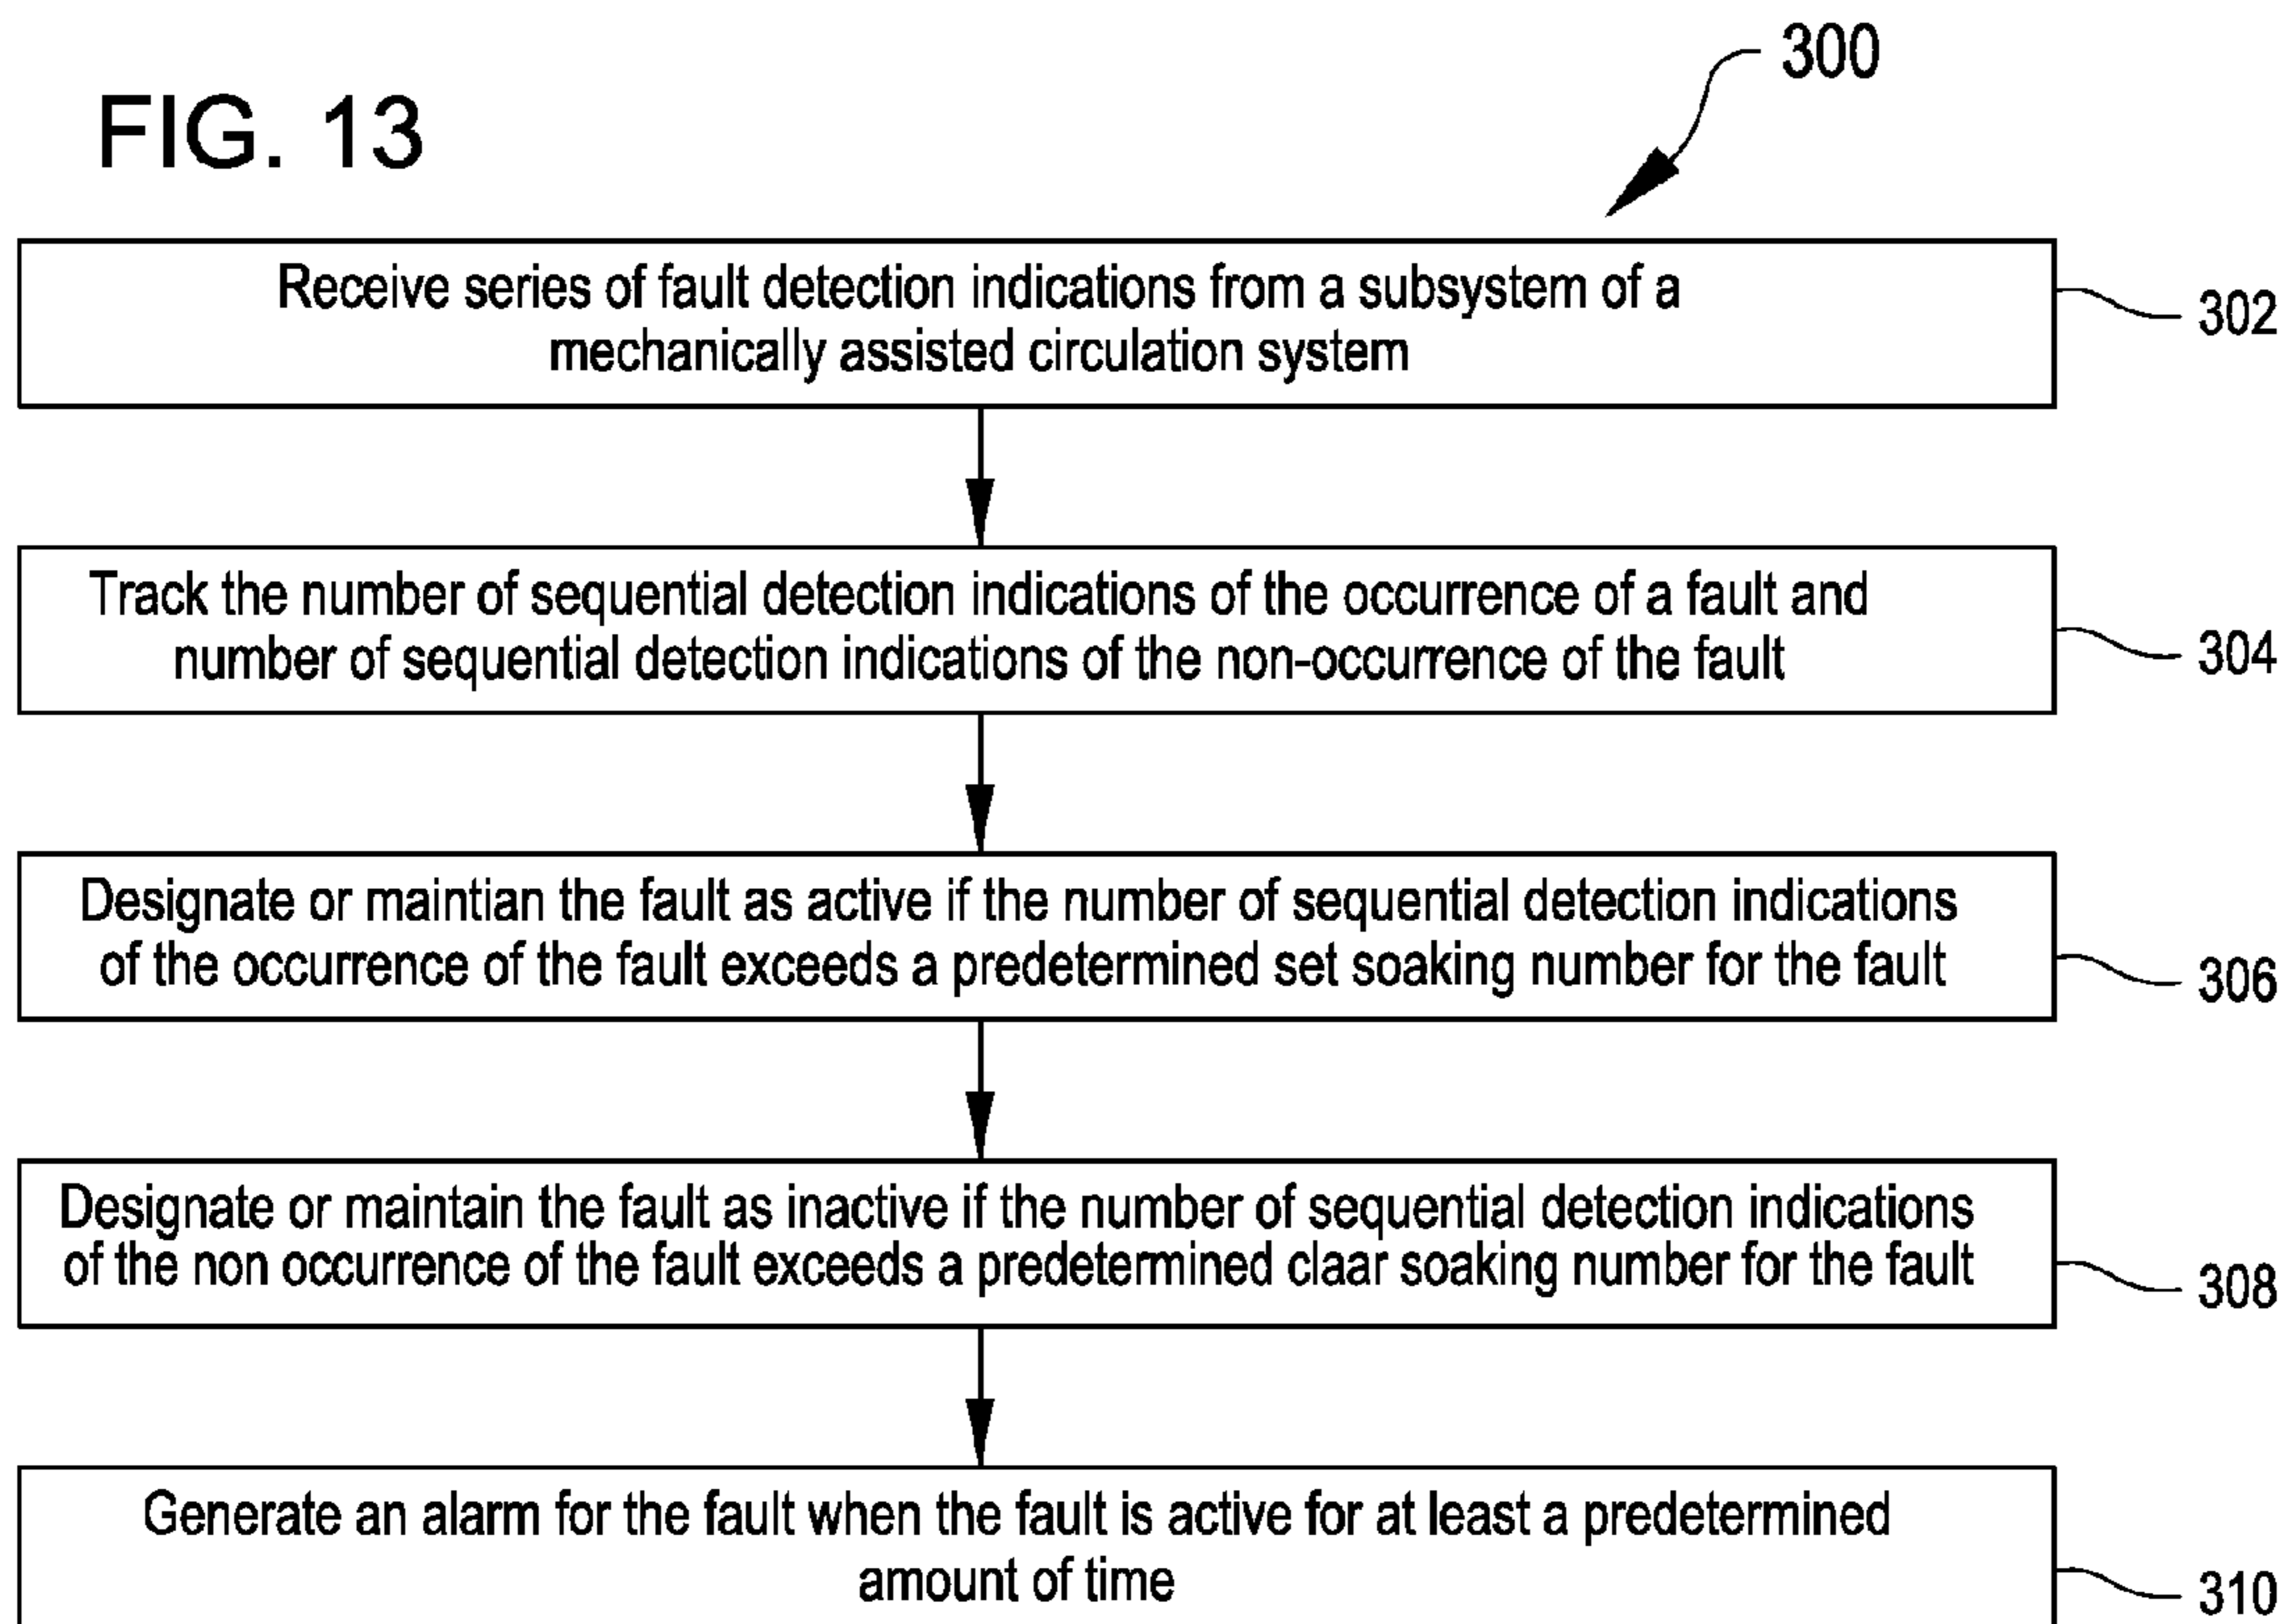 300
FIG. 13
Receive series of fault detection indications from a subsystem of a
mechanically assisted circulation system
302
Track the number of sequential detection indications of the occurrence of a fault and
number of sequential detection indications of the non-occurrence of the fault
304
Designate or maintian the fault as active if the number of sequential detection indications
of the occurrence of the fault exceeds a predetermined set soaking number for the fault
306
Designate or maintain the fault as inactive if the number of sequential detection indications
of the non occurrence of the fault exceeds a predetermined claar soaking number for the fault
308
Generate an alarm for the fault when the fault is active for at least a predetermined
amount of time
310